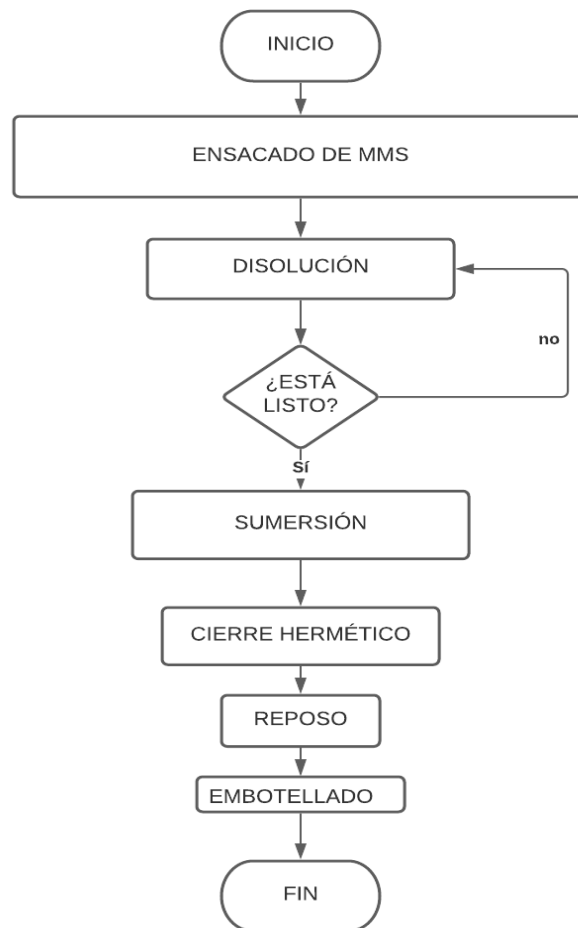 INICIO
ENSACADO DE MMS
DISOLUCIÓN
no
¿ESTÁ
LISTO?
Sí
SUMERSIÓN
CIERRE HERMÉTICO
REPOSO
EMBOTELLADO
FIN